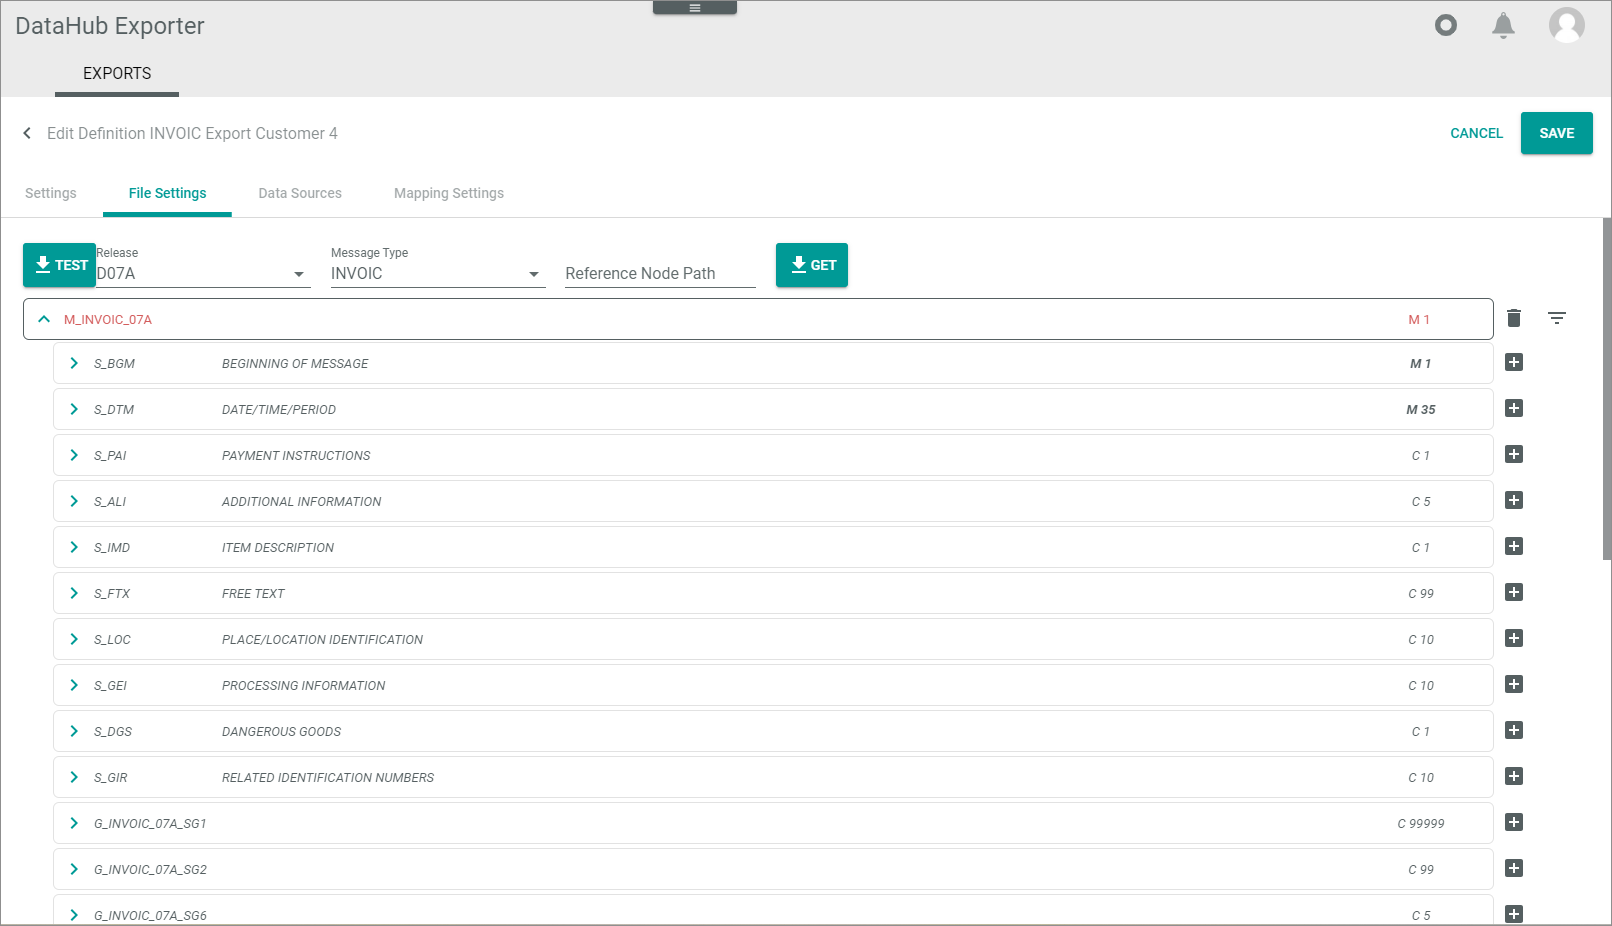 DataHub Exporter
EXPORTS
Edit Definition INVOIC Export Customer 4
CANCEL
SAVE
Settings
File Settings
Data Sources
Mapping Settings
TEST
Release
D07A
Message Type
INVOIC
Reference Node Path
GET
M_INVOIC_07A M 1
S_BGM BEGINNING OF MESSAGE M 1
S_DTM DATE/TIME/PERIOD M 35
S_PAI PAYMENT INSTRUCTIONS C 1
S_ALI ADDITIONAL INFORMATION C 5
S_IMD ITEM DESCRIPTION C 1
S_FTX FREE TEXT C 99
S_LOC PLACE/LOCATION IDENTIFICATION C 10
S_GEI PROCESSING INFORMATION C 10
S_DGS DANGEROUS GOODS C 1
S_GIR RELATED IDENTIFICATION NUMBERS C 10
G_INVOIC_07A_SG1 C 99999
G_INVOIC_07A_SG2 C 99
G_INVOIC_07A_SG6 C 5